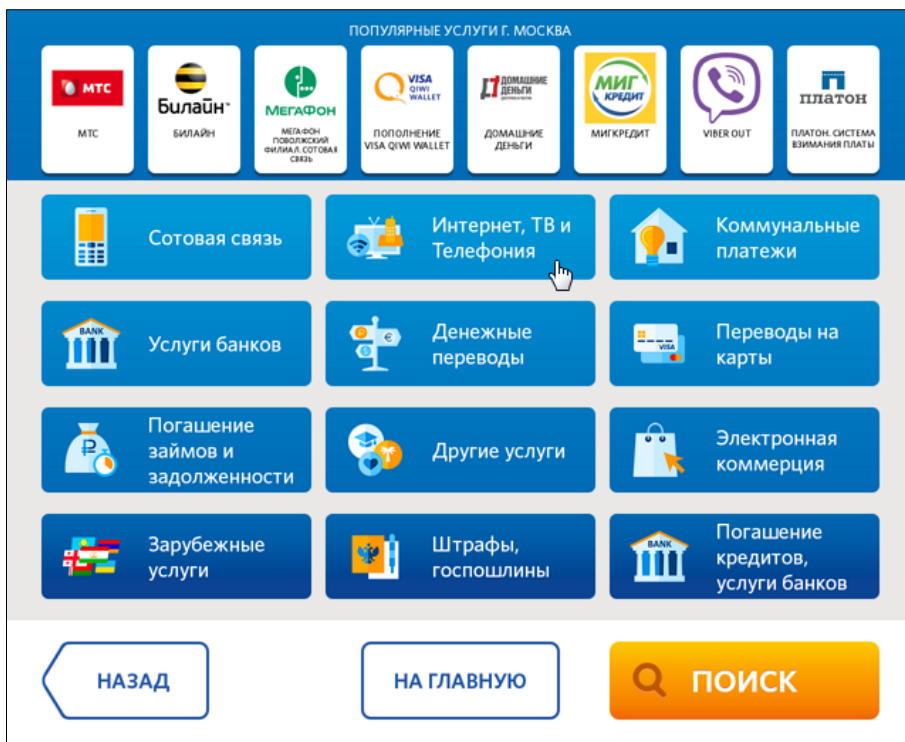 ПОПУЛЯРНЫЕ УСЛУГИ Г. МОСКВА
МТС
Билайн
МЕГАФОН
VISA
QIWI
WALLET
ДОМАШНИЕ
ДЕНЬГИ
МИГ
КРЕДИТ
ПЛАТОН
МТС
БИЛАЙН
МЕГАФОН
ПОВОЛЖСКИЙ
ФИЛИАЛ. СОТОВАЯ
СВЯЗЬ
ПОПОЛНЕНИЕ
VISA QIWI WALLET
ДОМАШНИЕ
ДЕНЬГИ
МИГКРЕДИТ
VIBER OUT
ПЛАТОН. СИСТЕМА
ВЗИМАНИЯ ПЛАТЫ
Сотовая связь
Интернет, ТВ и
Телефония
Коммунальные
платежи
BANK
Услуги банков
Денежные
переводы
VISA
Переводы на
карты
Погашение
займов и
задолженности
Другие услуги
Электронная
коммерция
Зарубежные
услуги
Штрафы,
госпошлины
BANK
Погашение
кредитов,
услуги банков
НАЗАД
НА ГЛАВНУЮ
ПОИСК